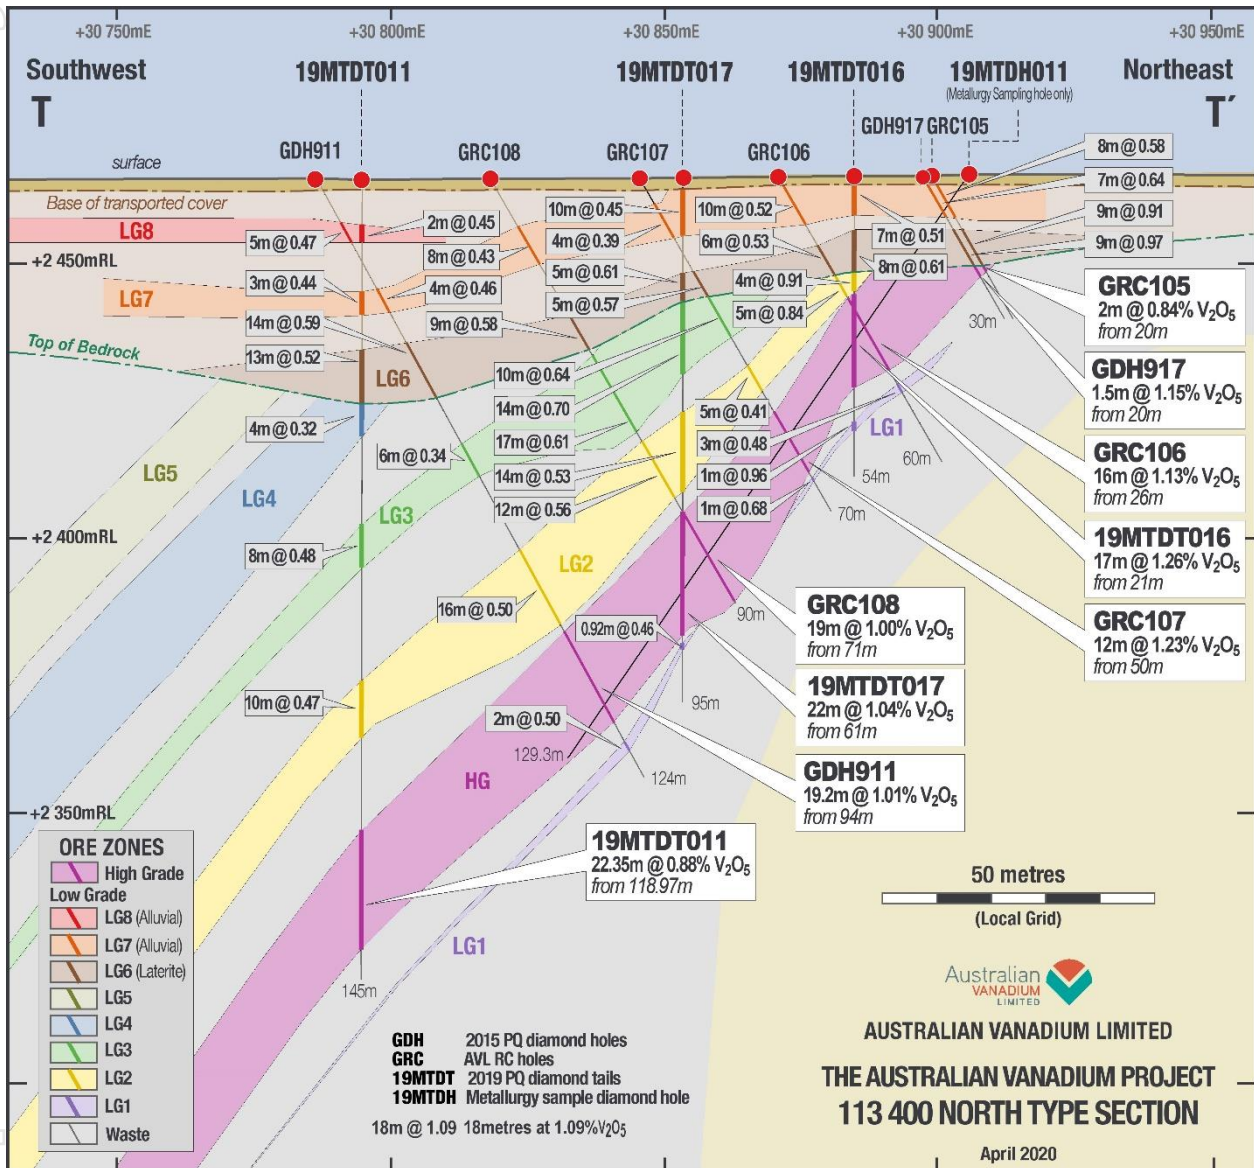 +30 750mE
+30 800mE
+30 850mE
+30 900mE
+30 950mE
Southwest
19MTDT011
19MTDT017
19MTDT016
19MTDH011
(Metallurgy Sampling hole only)
Northeast
T
T′
GDH917
GRC105
GDH911
GRC108
GRC107
GRC106
surface
Base of transported cover
8m @ 0.58
7m @ 0.64
9m @ 0.91
9m @ 0.97
LG8
5m @ 0.47
2m @ 0.45
8m @ 0.43
10m @ 0.45
4m @ 0.39
10m @ 0.52
6m @ 0.53
7m @ 0.51
8m @ 0.61
+2 450mRL
LG7
3m @ 0.44
4m @ 0.46
5m @ 0.61
5m @ 0.57
4m @ 0.91
5m @ 0.84
14m @ 0.59
9m @ 0.58
13m @ 0.52
Top of Bedrock
LG6
30m
GRC105
2m @ 0.84% V₂O₅
from 20m
GDH917
1.5m @ 1.15% V₂O₅
from 20m
10m @ 0.64
14m @ 0.70
17m @ 0.61
14m @ 0.53
12m @ 0.56
5m @ 0.41
3m @ 0.48
1m @ 0.96
1m @ 0.68
LG1
4m @ 0.32
6m @ 0.34
60m
54m
70m
LG5
LG4
LG3
GRC106
16m @ 1.13% V₂O₅
from 26m
+2 400mRL
8m @ 0.48
LG2
19MTDT016
17m @ 1.26% V₂O₅
from 21m
16m @ 0.50
0.92m @ 0.46
90m
GRC108
19m @ 1.00% V₂O₅
from 71m
GRC107
12m @ 1.23% V₂O₅
from 50m
10m @ 0.47
2m @ 0.50
95m
19MTDT017
22m @ 1.04% V₂O₅
from 61m
129.3m
124m
HG
GDH911
19.2m @ 1.01% V₂O₅
from 94m
+2 350mRL
19MTDT011
22.35m @ 0.88% V₂O₅
from 118.97m
LG1
145m
ORE ZONES
High Grade
Low Grade
LG8 (Alluvial)
LG7 (Alluvial)
LG6 (Laterite)
LG5
LG4
LG3
LG2
LG1
Waste
50 metres
(Local Grid)
GDH 2015 PQ diamond holes
GRC AVL RC holes
19MTDT 2019 PQ diamond tails
19MTDH Metallurgy sample diamond hole
18m @ 1.09 18metres at 1.09%V₂O₅
Australian
VANADIUM
LIMITED
AUSTRALIAN VANADIUM LIMITED
THE AUSTRALIAN VANADIUM PROJECT
113 400 NORTH TYPE SECTION
April 2020